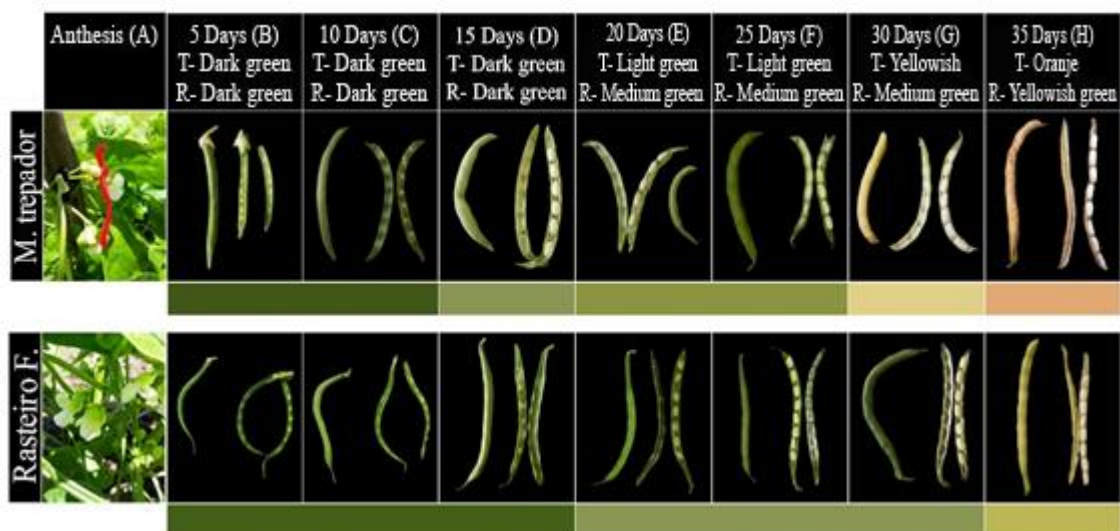 Anthesis (A)
5 Days (B)
T- Dark green
R- Dark green
10 Days (C)
T- Dark green
R- Dark green
15 Days (D)
T- Dark green
R- Dark green
20 Days (E)
T- Light green
R- Medium green
25 Days (F)
T- Light green
R- Medium green
30 Days (G)
T- Yellowish
R- Medium green
35 Days (H)
T- Oranje
R- Yellowish green
M. trepador
Rasteiro F.